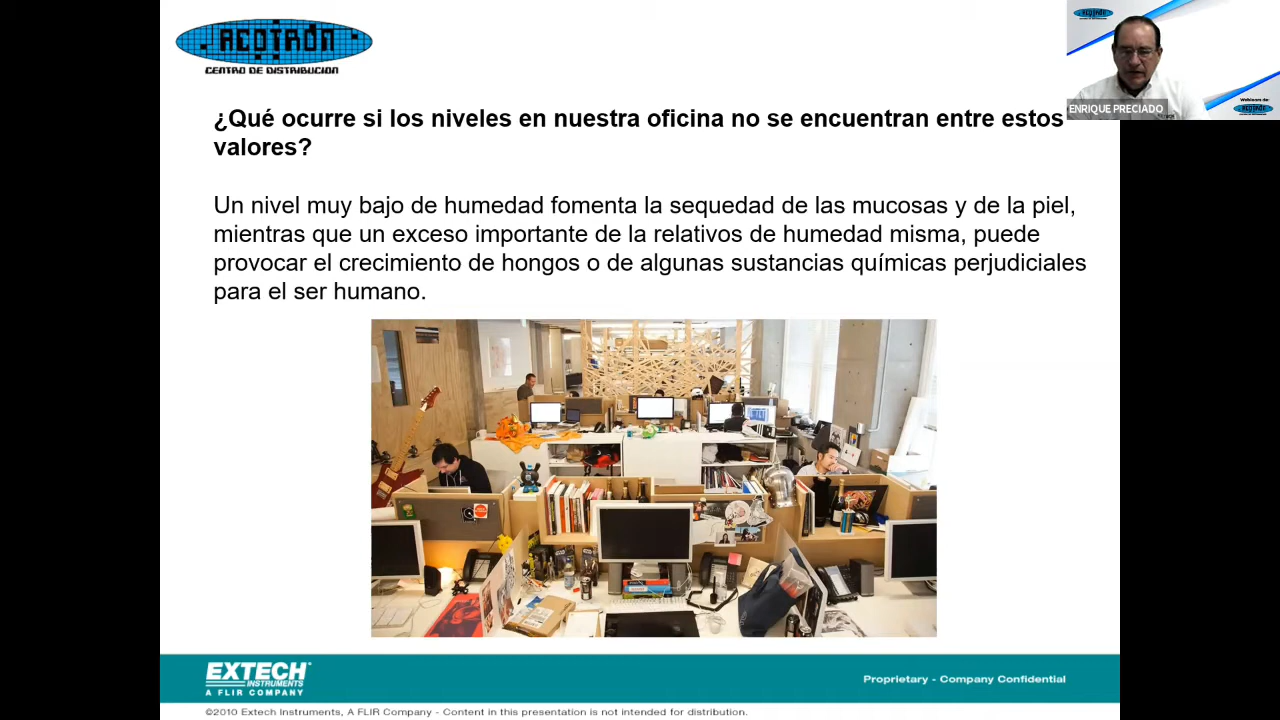 ACOTRÓN
CENTRO DE DISTRIBUCION
ENRIQUE PRECIADO
¿Qué ocurre si los niveles en nuestra oficina no se encuentran entre estos
valores?
Un nivel muy bajo de humedad fomenta la sequedad de las mucosas y de la piel,
mientras que un exceso importante de la relativos de humedad misma, puede
provocar el crecimiento de hongos o de algunas sustancias químicas perjudiciales
para el ser humano.
EXTECH
INSTRUMENTS
A FLIR COMPANY
Proprietary - Company Confidential
©2010 Extech Instruments, A FLIR Company - Content in this presentation is not intended for distribution.